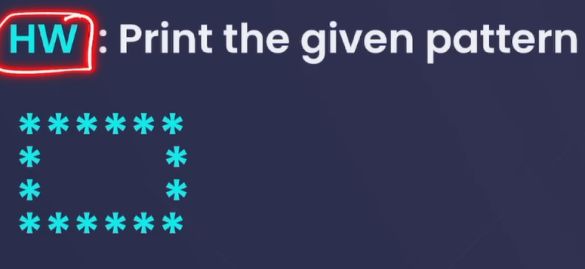 HW : Print the given pattern
******
*    *
*    *
******